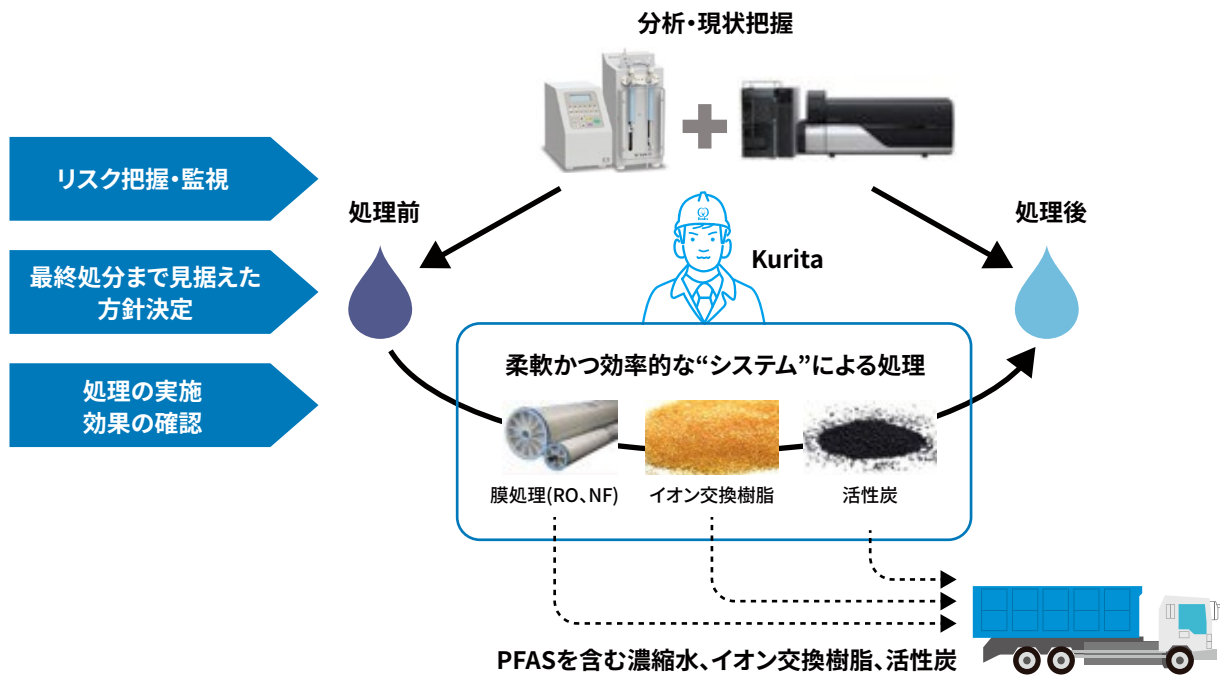 分析・現状把握
リスク把握・監視
処理前
処理後
Kurita
最終処分まで見据えた
方針決定
柔軟かつ効率的な“システム”による処理
処理の実施
効果の確認
膜処理(RO、NF)
イオン交換樹脂
活性炭
PFASを含む濃縮水、イオン交換樹脂、活性炭